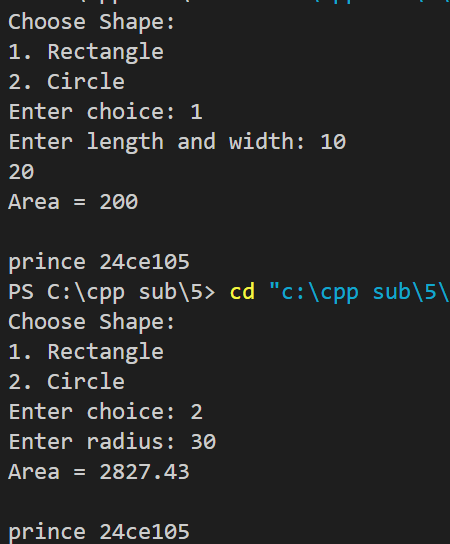 Choose Shape:
1. Rectangle
2. Circle
Enter choice: 1
Enter length and width: 10
20
Area = 200
prince 24ce105
PS C:\cpp sub\5> cd "c:\cpp sub\5\
Choose Shape:
1. Rectangle
2. Circle
Enter choice: 2
Enter radius: 30
Area = 2827.43
prince 24ce105